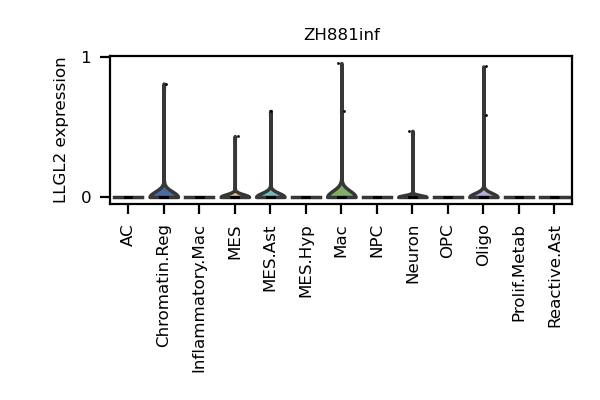 ZH881inf
LLGL2 expression
1
0
AC
Chromatin.Reg
Inflammatory.Mac
MES
MES.Ast
MES.Hyp
Mac
NPC
Neuron
OPC
Oligo
Prolif.Metab
Reactive.Ast